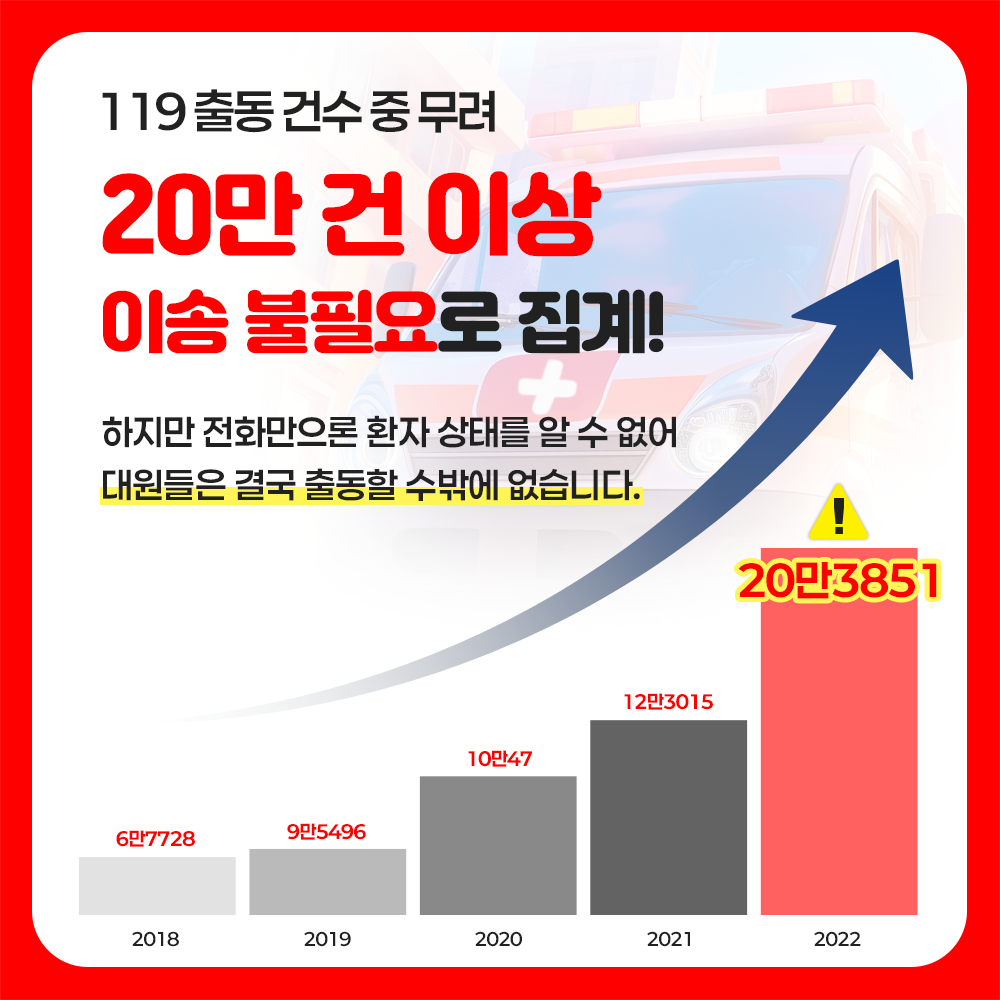 119 출동 건수 중 무려
20만 건 이상
이송 불필요로 집계!
하지만 전화만으론 환자 상태를 알 수 없어
대원들은 결국 출동할 수밖에 없습니다.
!
20만3851
12만3015
10만47
9만5496
6만7728
2018 2019 2020 2021 2022